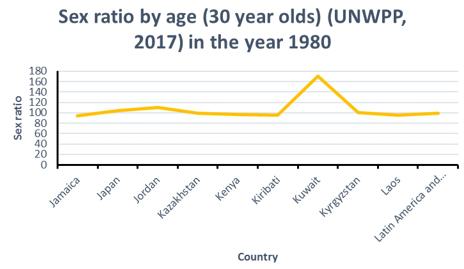 Sex ratio by age (30 year olds) (UNWPP,
2017) in the year 1980
Sex ratio
180
160
140
120
100
80
60
40
20
0
Jamaica
Japan
Jordan
Kazakhstan
Kenya
Kiribati
Kuwait
Kyrgyzstan
Laos
Latin America and...
Country